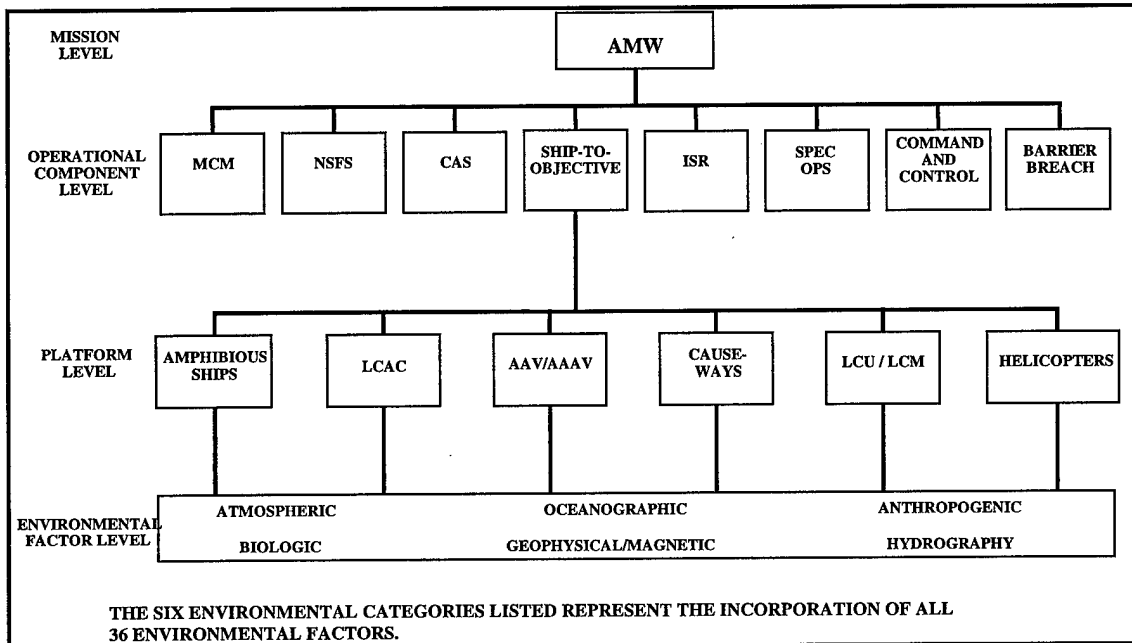 MISSION
LEVEL
AMW
OPERATIONAL
COMPONENT
LEVEL
MCM
NSFS
CAS
SHIP-TO-
OBJECTIVE
ISR
SPEC
OPS
COMMAND
AND
CONTROL
BARRIER
BREACH
PLATFORM
LEVEL
AMPHIBIOUS
SHIPS
LCAC
AAV/AAAV
CAUSE-
WAYS
LCU / LCM
HELICOPTERS
ENVIRONMENTAL
FACTOR LEVEL
ATMOSPHERIC
OCEANOGRAPHIC
ANTHROPOGENIC
BIOLOGIC
GEOPHYSICAL/MAGNETIC
HYDROGRAPHY
THE SIX ENVIRONMENTAL CATEGORIES LISTED REPRESENT THE INCORPORATION OF ALL
36 ENVIRONMENTAL FACTORS.